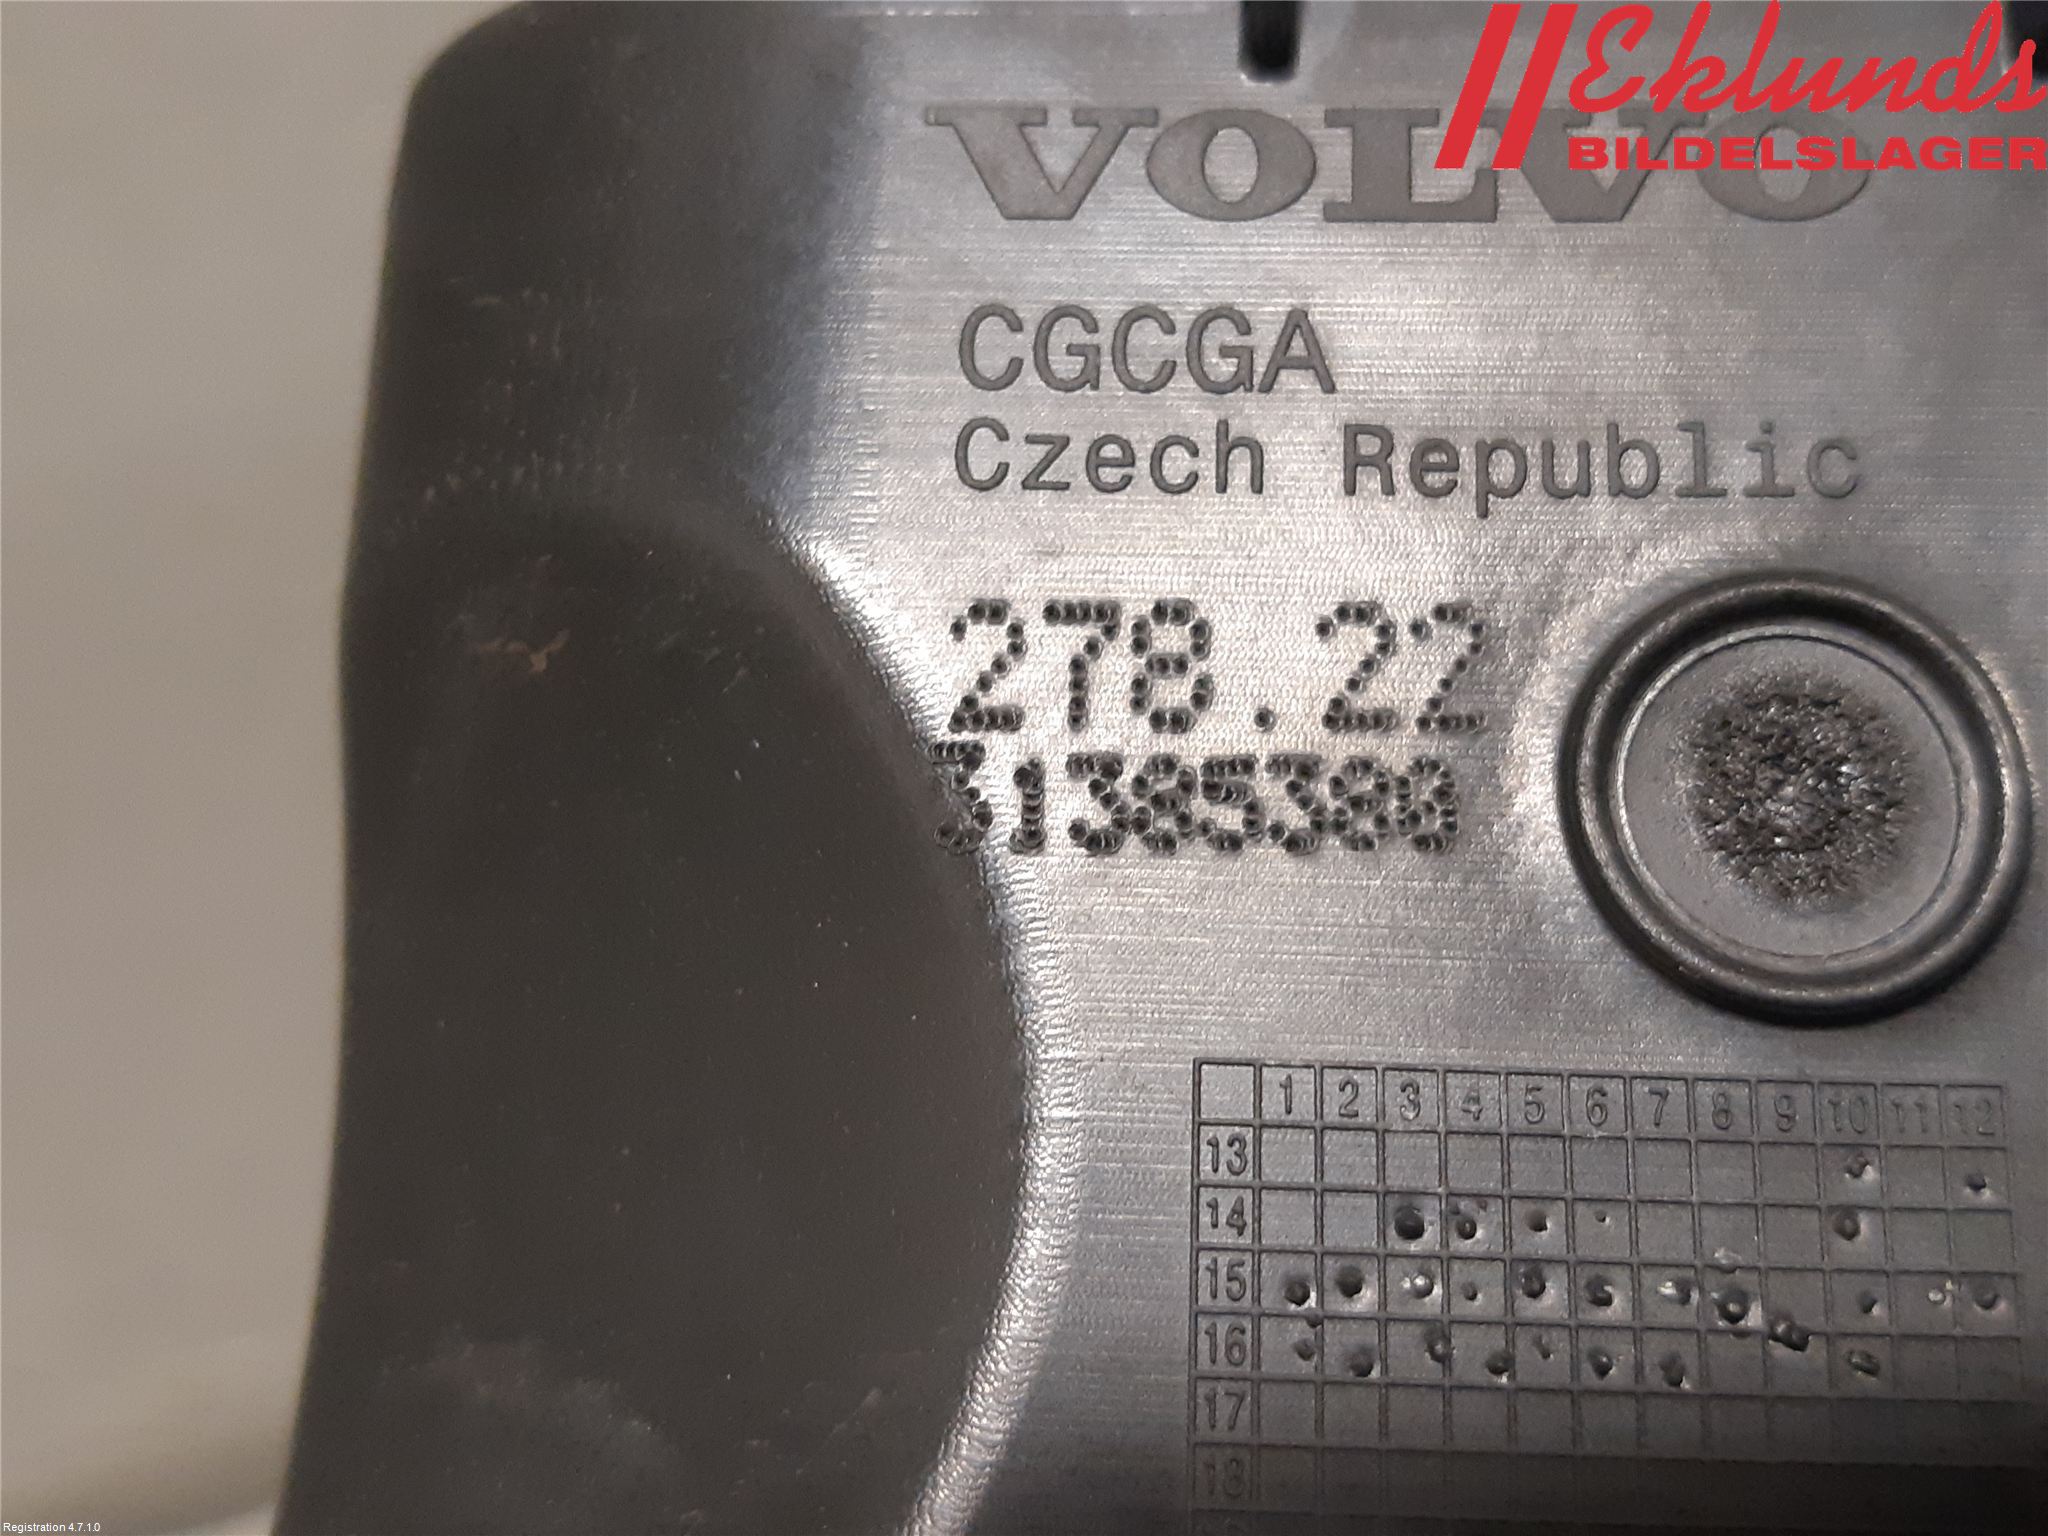 Eklunds
BILDELSLAGER
VOLVO
CGCGA
Czech Republic
278.22
31385380
1 2 3 4 5 6 7 8 9 10 11 12
13
14
15
16
17
18
Registration 4.7.1.0